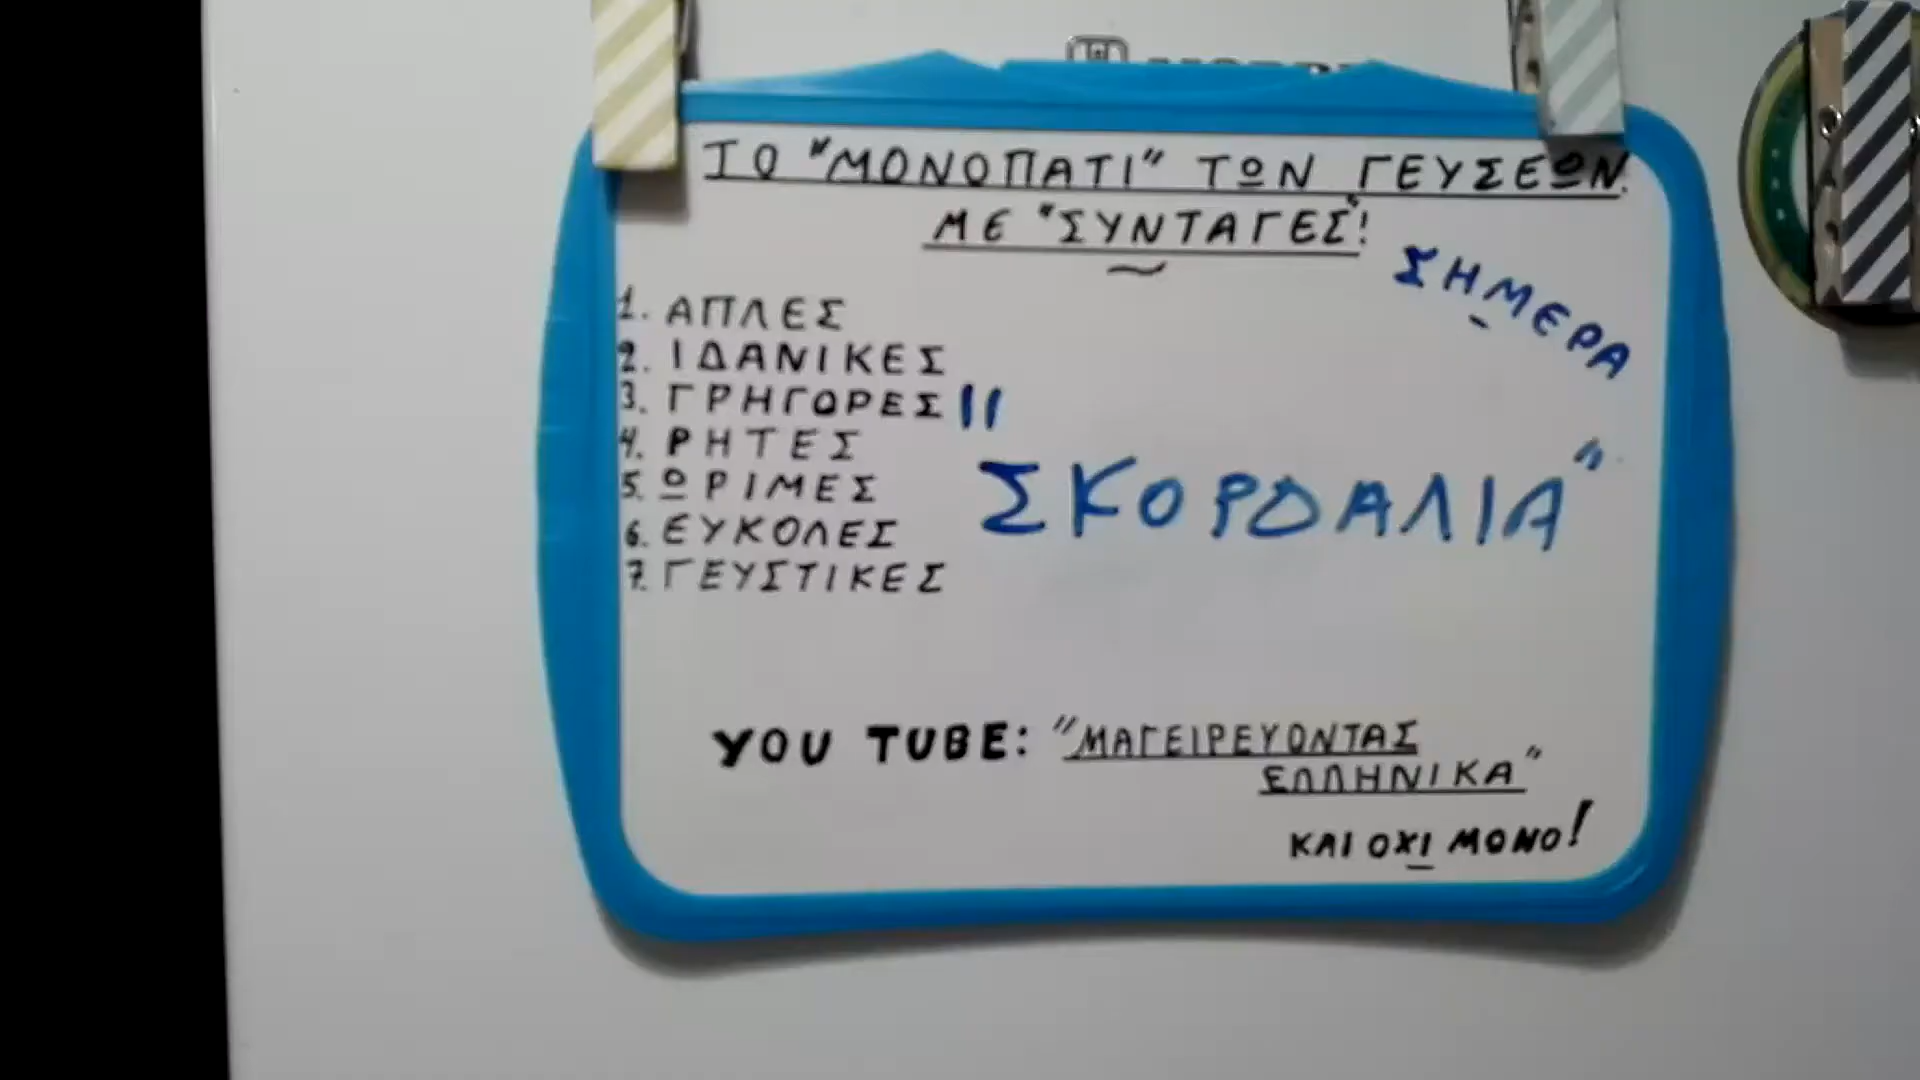 ΤΟ "ΜΟΝΟΠΑΤΙ" ΤΩΝ ΓΕΥΣΕΩΝ.
ΜΕ "ΣΥΝΤΑΓΕΣ"!
ΣΗΜΕΡΑ
1. ΑΠΛΕΣ
2. ΙΔΑΝΙΚΕΣ
3. ΓΡΗΓΟΡΕΣ
4. ΡΗΤΕΣ
5. ΩΡΙΜΕΣ
6. ΕΥΚΟΛΕΣ
7. ΓΕΥΣΤΙΚΕΣ
"ΣΚΟΡΔΑΛΙΑ"
YOU TUBE: "ΜΑΓΕΙΡΕΥΟΝΤΑΣ
ΕΛΛΗΝΙΚΑ"
ΚΑΙ ΟΧΙ ΜΟΝΟ!